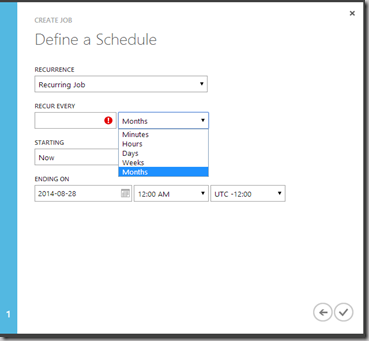 CREATE JOB
Define a Schedule
RECURRENCE
Recurring Job
RECUR EVERY
Months
Minutes
Hours
Days
Weeks
Months
STARTING
Now
ENDING ON
2014-08-28 12:00 AM UTC -12:00
1